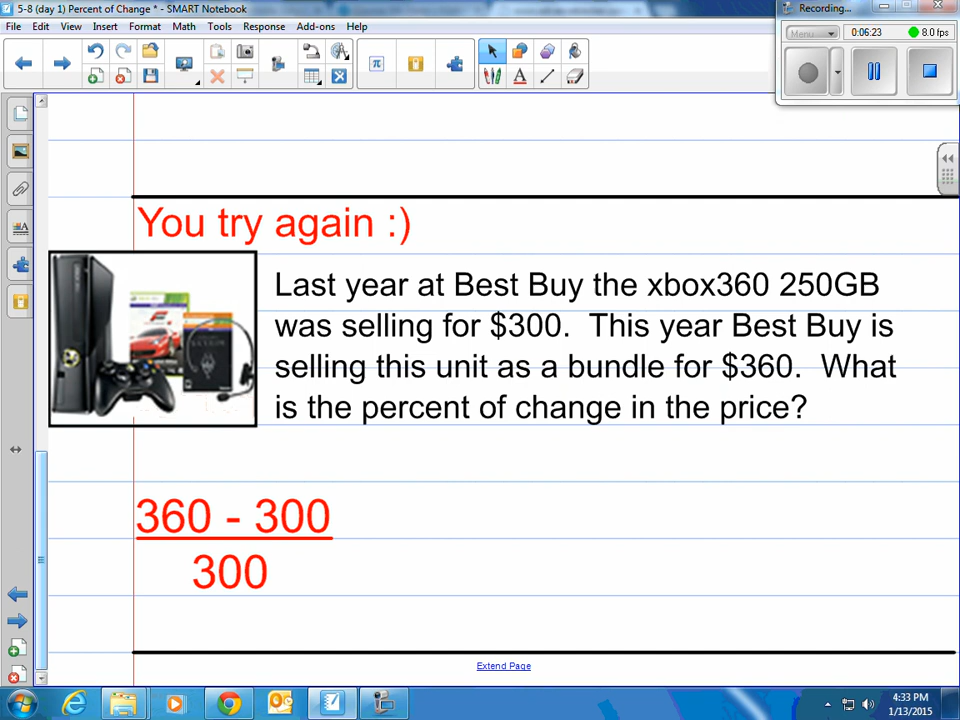 5-8 (day 1) Percent of Change * - SMART Notebook
Recording...
File Edit View Insert Format Math Tools Response Add-ons Help
Menu 00:06:23 8.0 fps
You try again :)
Last year at Best Buy the xbox360 250GB
was selling for $300. This year Best Buy is
selling this unit as a bundle for $360. What
is the percent of change in the price?
360 - 300
300
Extend Page
4:33 PM
1/13/2015